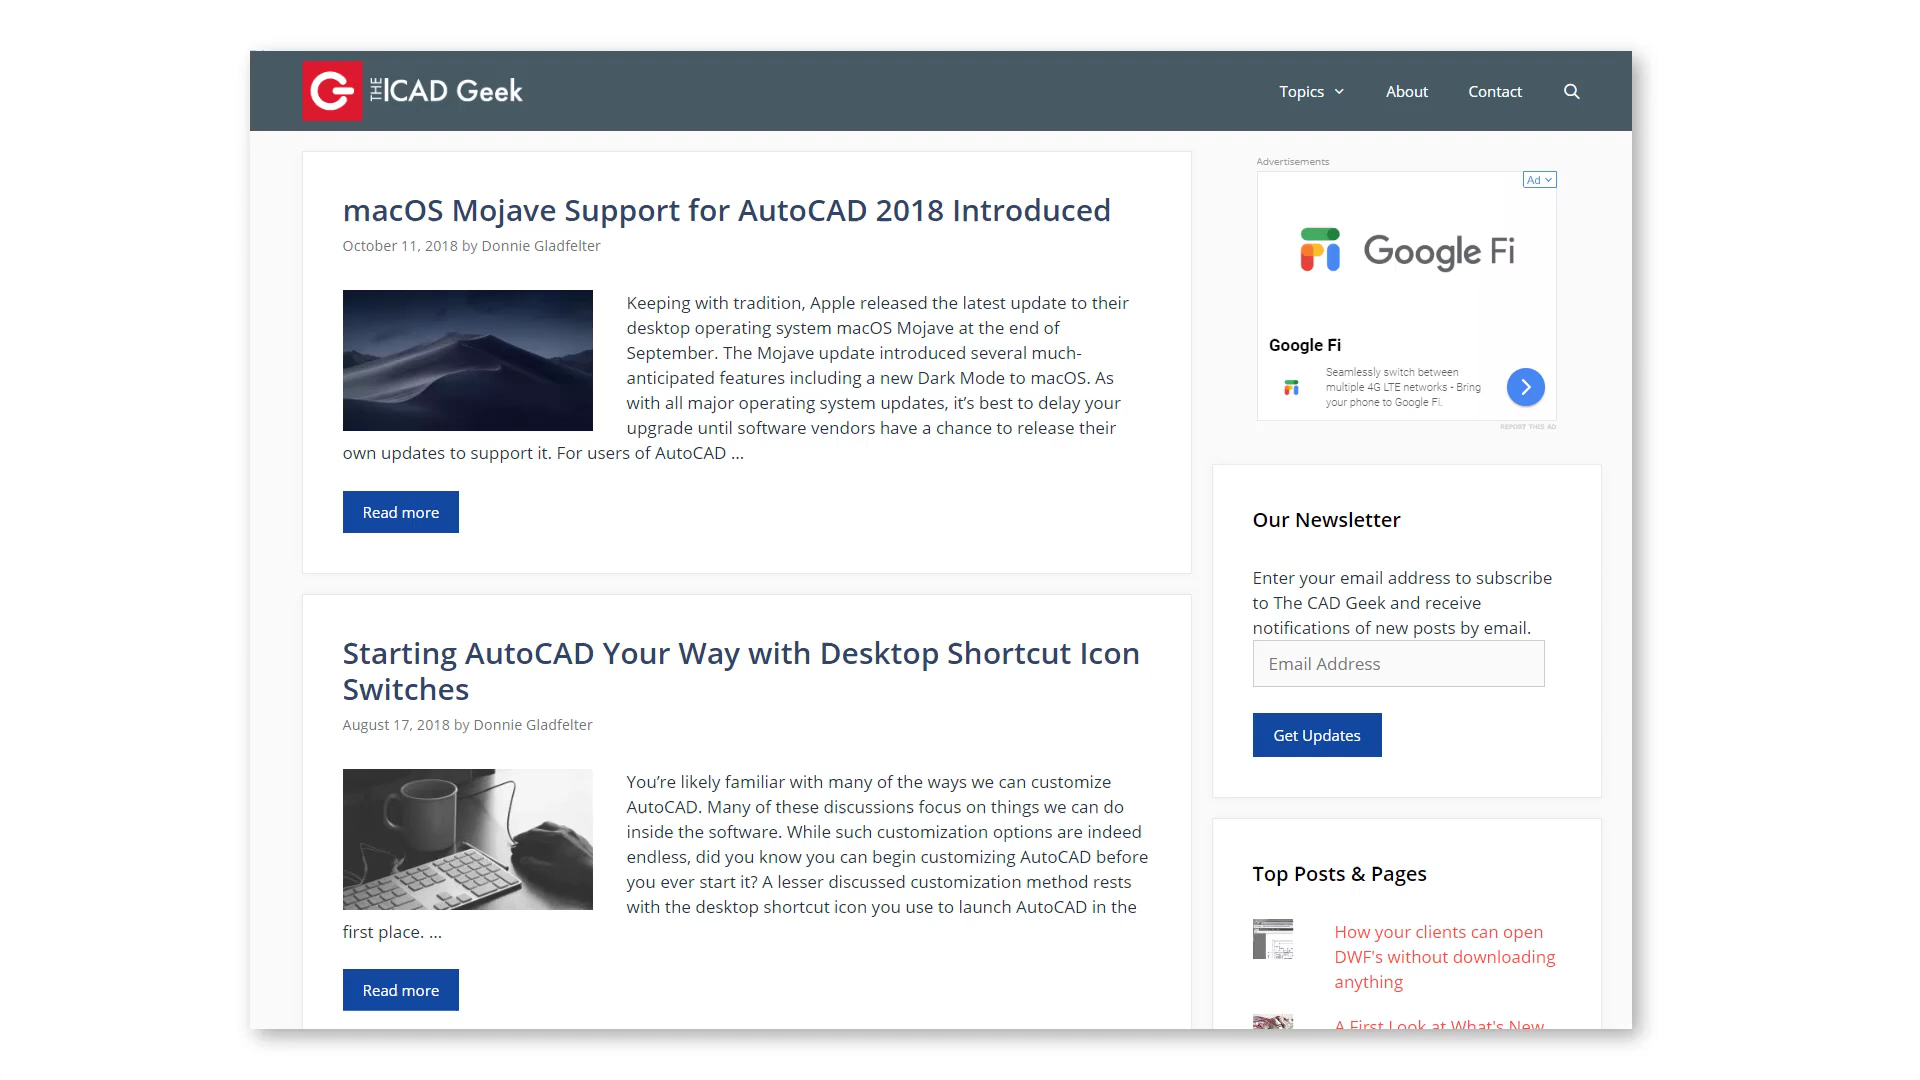 THE CAD Geek
Topics
About
Contact
macOS Mojave Support for AutoCAD 2018 Introduced
October 11, 2018 by Donnie Gladfelter
Keeping with tradition, Apple released the latest update to their
desktop operating system macOS Mojave at the end of
September. The Mojave update introduced several much-
anticipated features including a new Dark Mode to macOS. As
with all major operating system updates, it’s best to delay your
upgrade until software vendors have a chance to release their
own updates to support it. For users of AutoCAD ...
Read more
Starting AutoCAD Your Way with Desktop Shortcut Icon
Switches
August 17, 2018 by Donnie Gladfelter
You’re likely familiar with many of the ways we can customize
AutoCAD. Many of these discussions focus on things we can do
inside the software. While such customization options are indeed
endless, did you know you can begin customizing AutoCAD before
you ever start it? A lesser discussed customization method rests
with the desktop shortcut icon you use to launch AutoCAD in the
first place. ...
Read more
Advertisements
Ad
Google Fi
Google Fi
Seamlessly switch between
multiple 4G LTE networks - Bring
your phone to Google Fi.
REPORT THIS AD
Our Newsletter
Enter your email address to subscribe
to The CAD Geek and receive
notifications of new posts by email.
Email Address
Get Updates
Top Posts & Pages
How your clients can open
DWF's without downloading
anything
A First Look at What's New